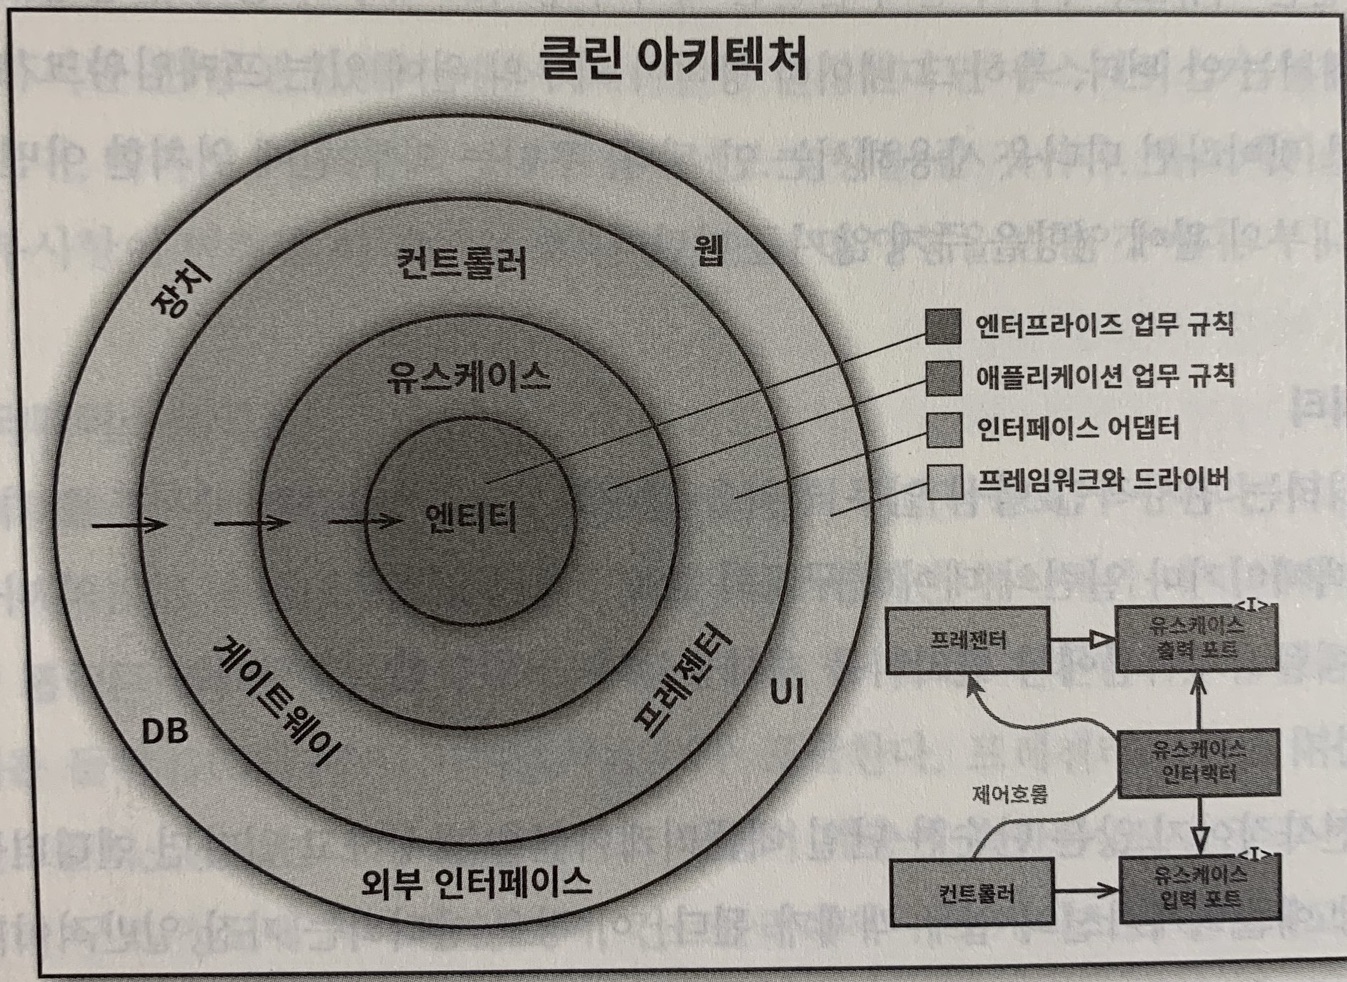 클린 아키텍처
장치
웹
컨트롤러
유스케이스
엔티티
게이트웨이
프레젠터
DB
UI
외부 인터페이스
엔터프라이즈 업무 규칙
애플리케이션 업무 규칙
인터페이스 어댑터
프레임워크와 드라이버
프레젠터
<I>
유스케이스
출력 포트
유스케이스
인터랙터
제어흐름
컨트롤러
<I>
유스케이스
입력 포트